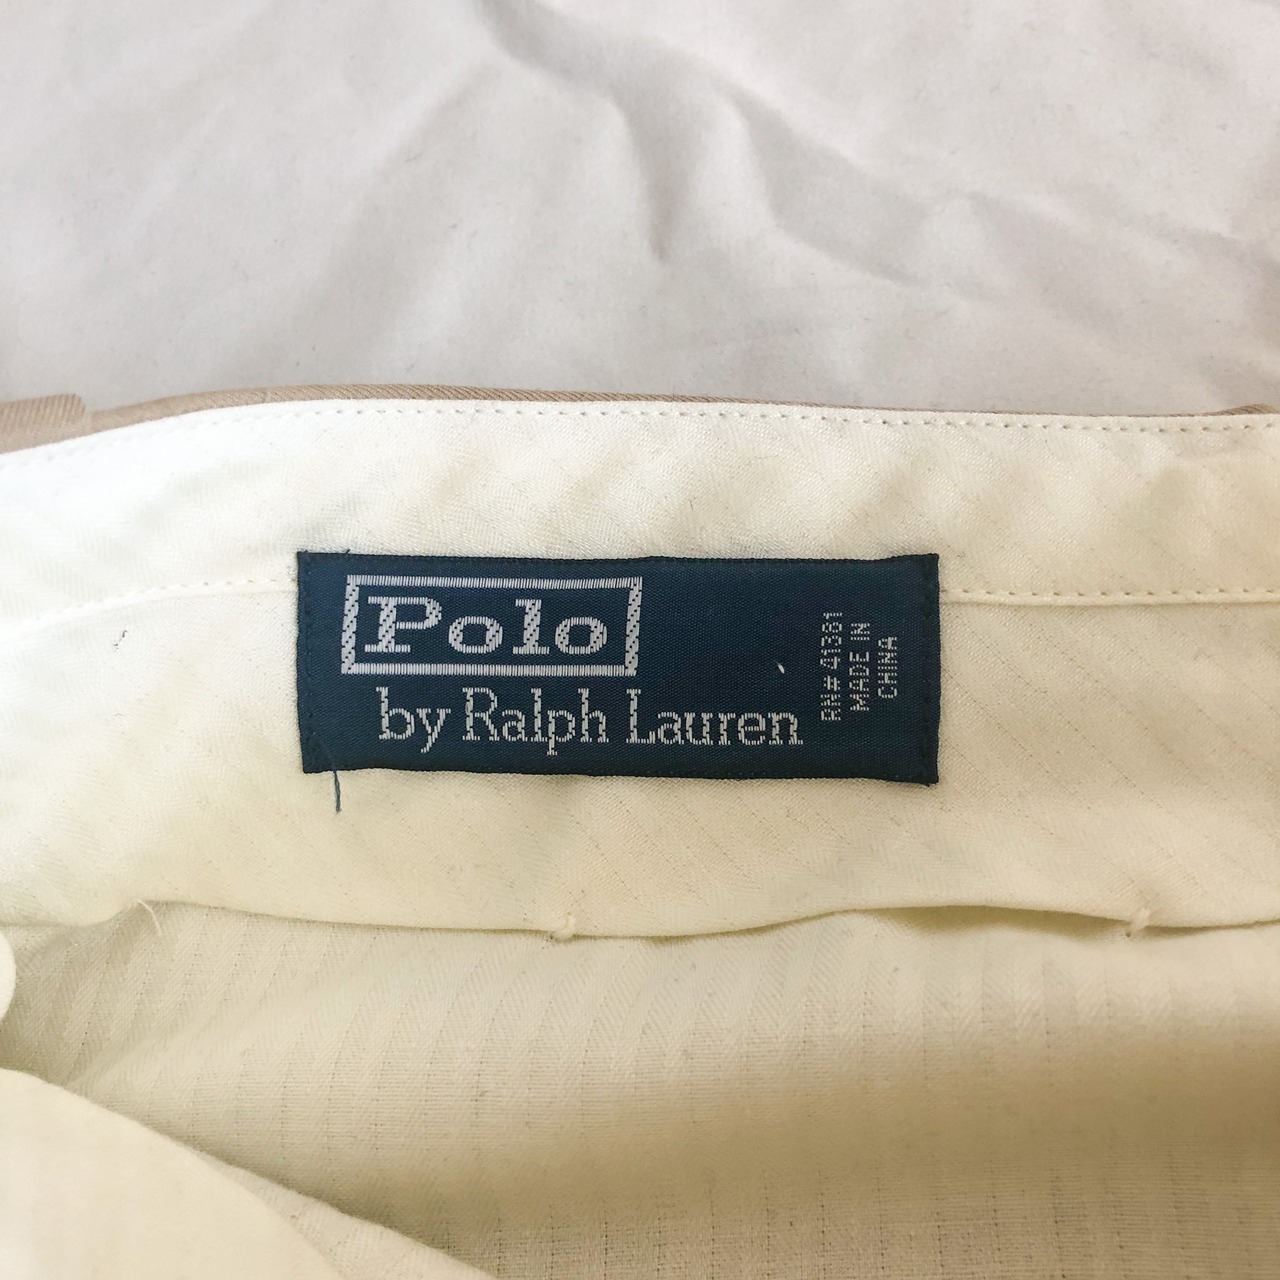 Polo
by Ralph Lauren
RN# 41381
MADE IN
CHINA